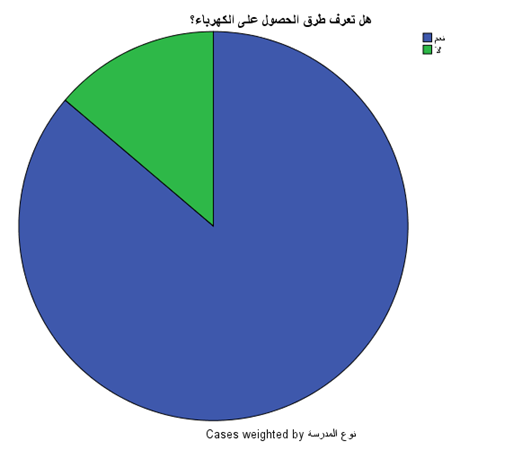 هل تعرف طرق الحصول على الكهرباء؟
نعم
لا
Cases weighted by نوع المدرسة